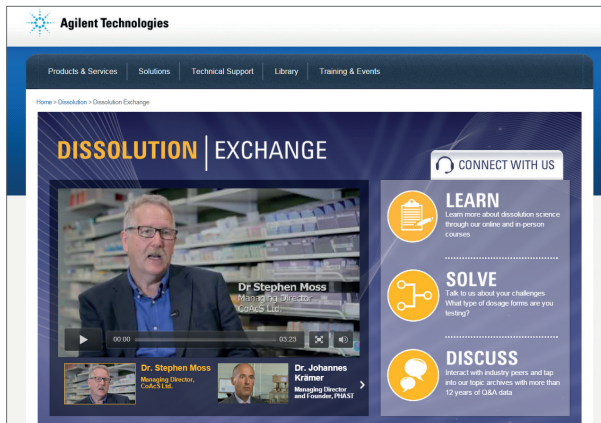 Agilent Technologies
Products & Services Solutions Technical Support Library Training & Events
Home > Dissolution > Dissolution Exchange
DISSOLUTION | EXCHANGE
CONNECT WITH US
Dr Stephen Moss
Managing Director
CoAcS Ltd.
00:00 03:23
Dr. Stephen Moss
Managing Director,
CoAcS Ltd.
Dr. Johannes
Krämer
Managing Director
and Founder, PHAST
LEARN
Learn more about dissolution science
through our online and in-person
courses
SOLVE
Talk to us about your challenges
What type of dosage forms are you
testing?
DISCUSS
Interact with industry peers and tap
into our topic archives with more than
12 years of Q&A data